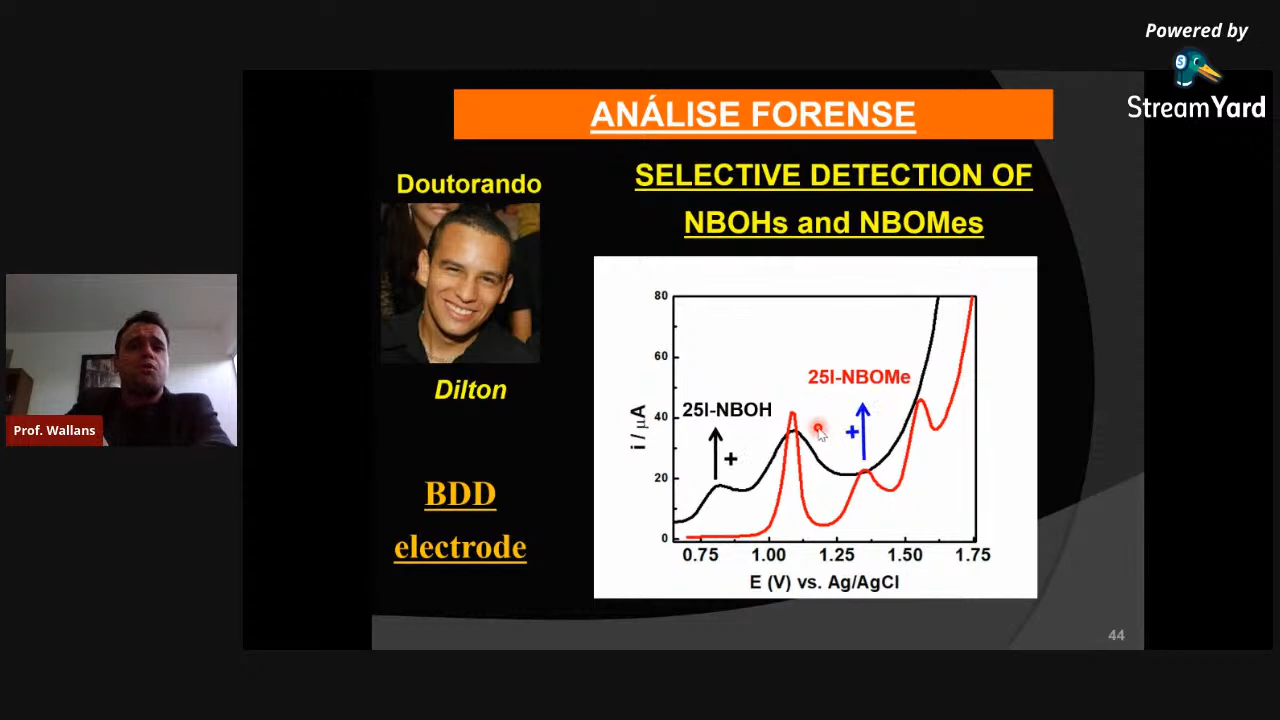 Powered by
StreamYard
ANÁLISE FORENSE
Doutorando
SELECTIVE DETECTION OF
NBOHs and NBOMes
Dilton
BDD
electrode
Prof. Wallans
80
60
40
20
0
i / µA
25I-NBOH
+
25I-NBOMe
+
0.75 1.00 1.25 1.50 1.75
E (V) vs. Ag/AgCl
44